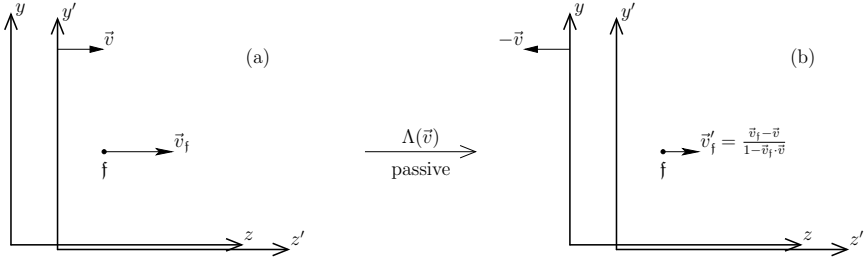 y
y′
v⃗
(a)
v⃗_𝔣
𝔣
z
z′
Λ(v⃗)
passive
y
y′
−v⃗
(b)
v⃗′_𝔣 = (v⃗_𝔣 − v⃗)/(1 − v⃗_𝔣·v⃗)
𝔣
z
z′